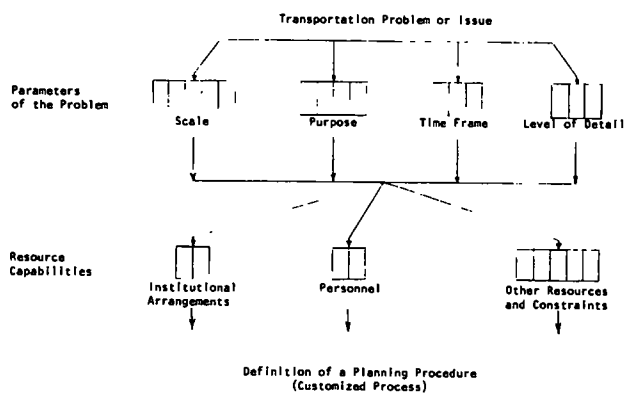 Transportation Problem or Issue
Parameters
of the Problem
Scale
Purpose
Time Frame
Level of Detail
Resource
Capabilities
Institutional
Arrangements
Personnel
Other Resources
and Constraints
Definition of a Planning Procedure
(Customized Process)